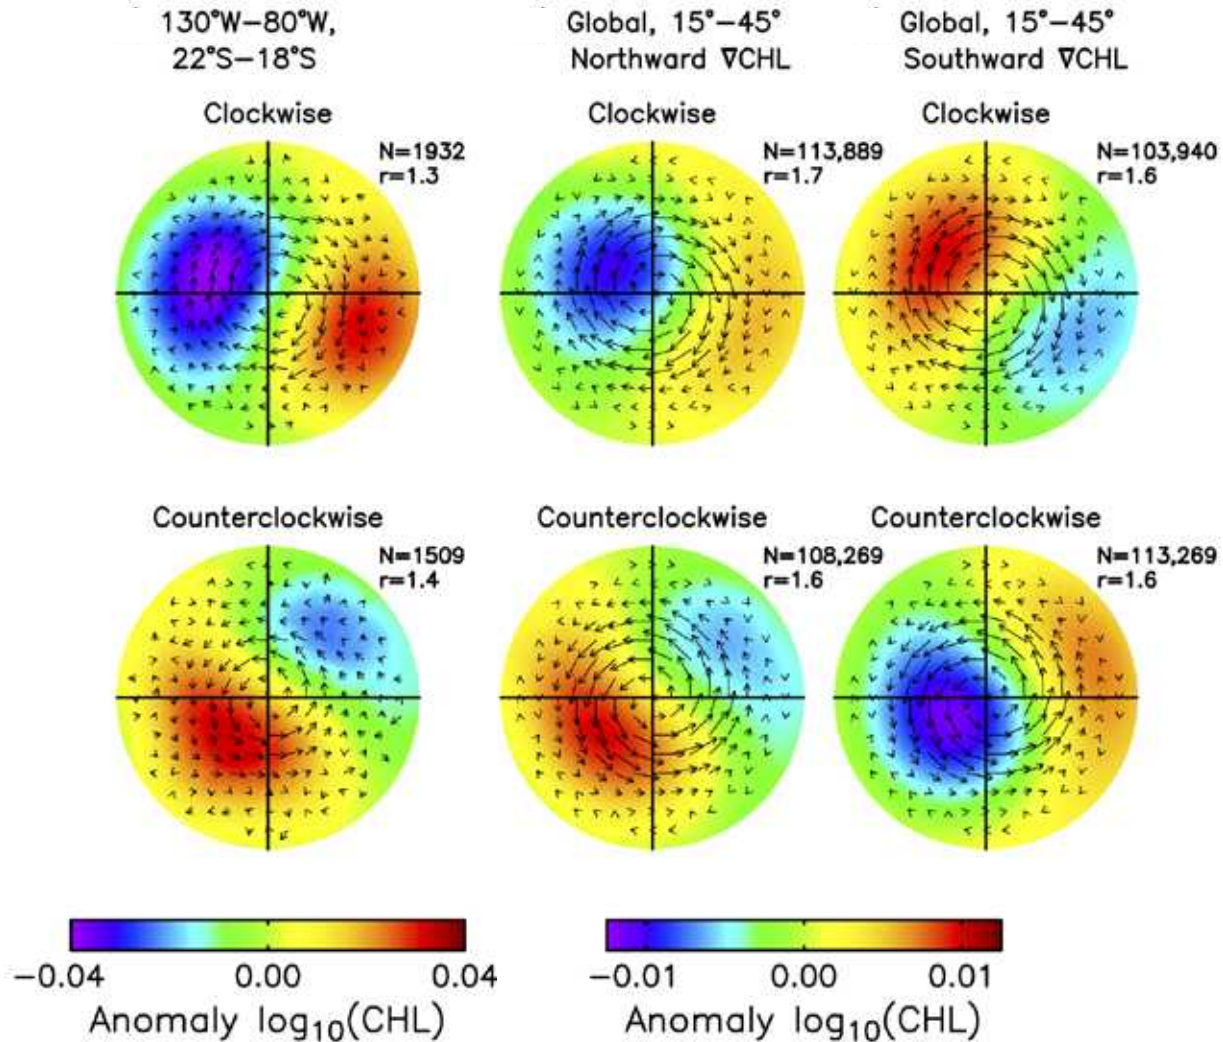 130°W−80°W,
22°S−18°S
Global, 15°−45°
Northward ∇CHL
Global, 15°−45°
Southward ∇CHL
Clockwise
N=1932
r=1.3
Clockwise
N=113,889
r=1.7
Clockwise
N=103,940
r=1.6
Counterclockwise
N=1509
r=1.4
Counterclockwise
N=108,269
r=1.6
Counterclockwise
N=113,269
r=1.6
−0.04 0.00 0.04
Anomaly log₁₀(CHL)
−0.01 0.00 0.01
Anomaly log₁₀(CHL)